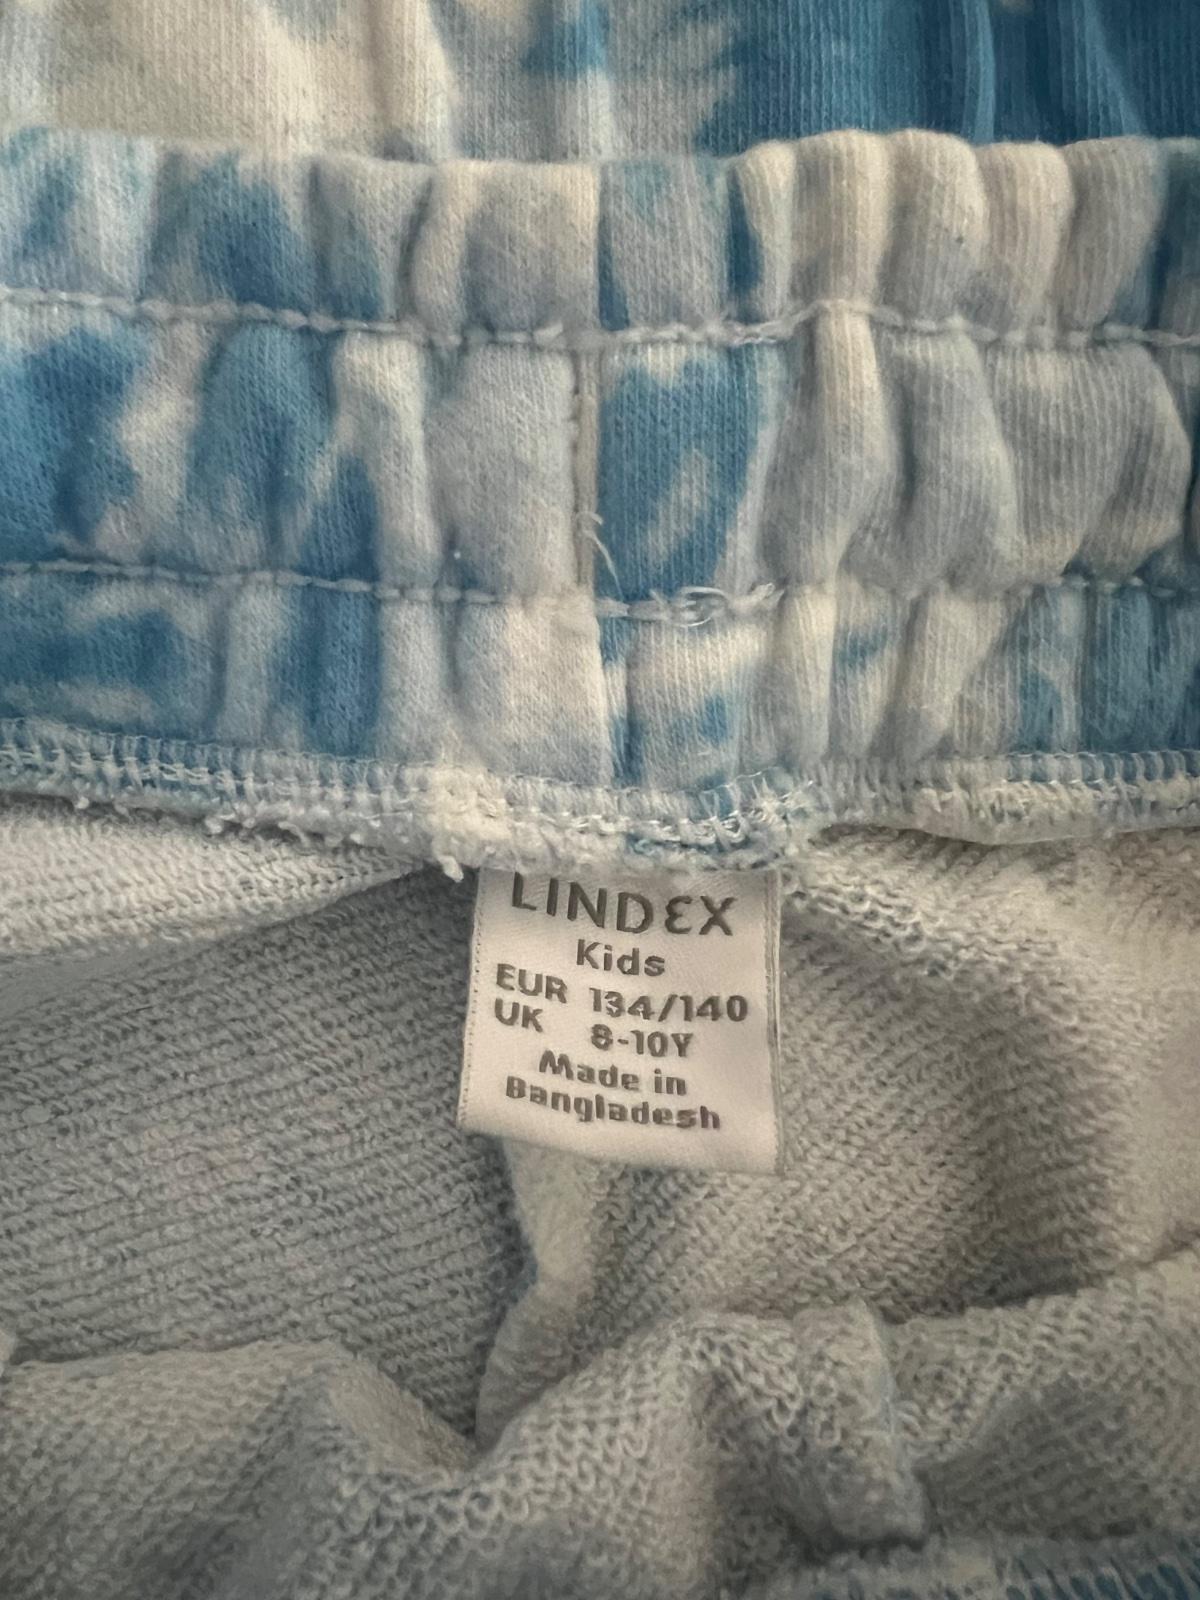 LINDEX
Kids
EUR 134/140
UK 8-10Y
Made in
Bangladesh